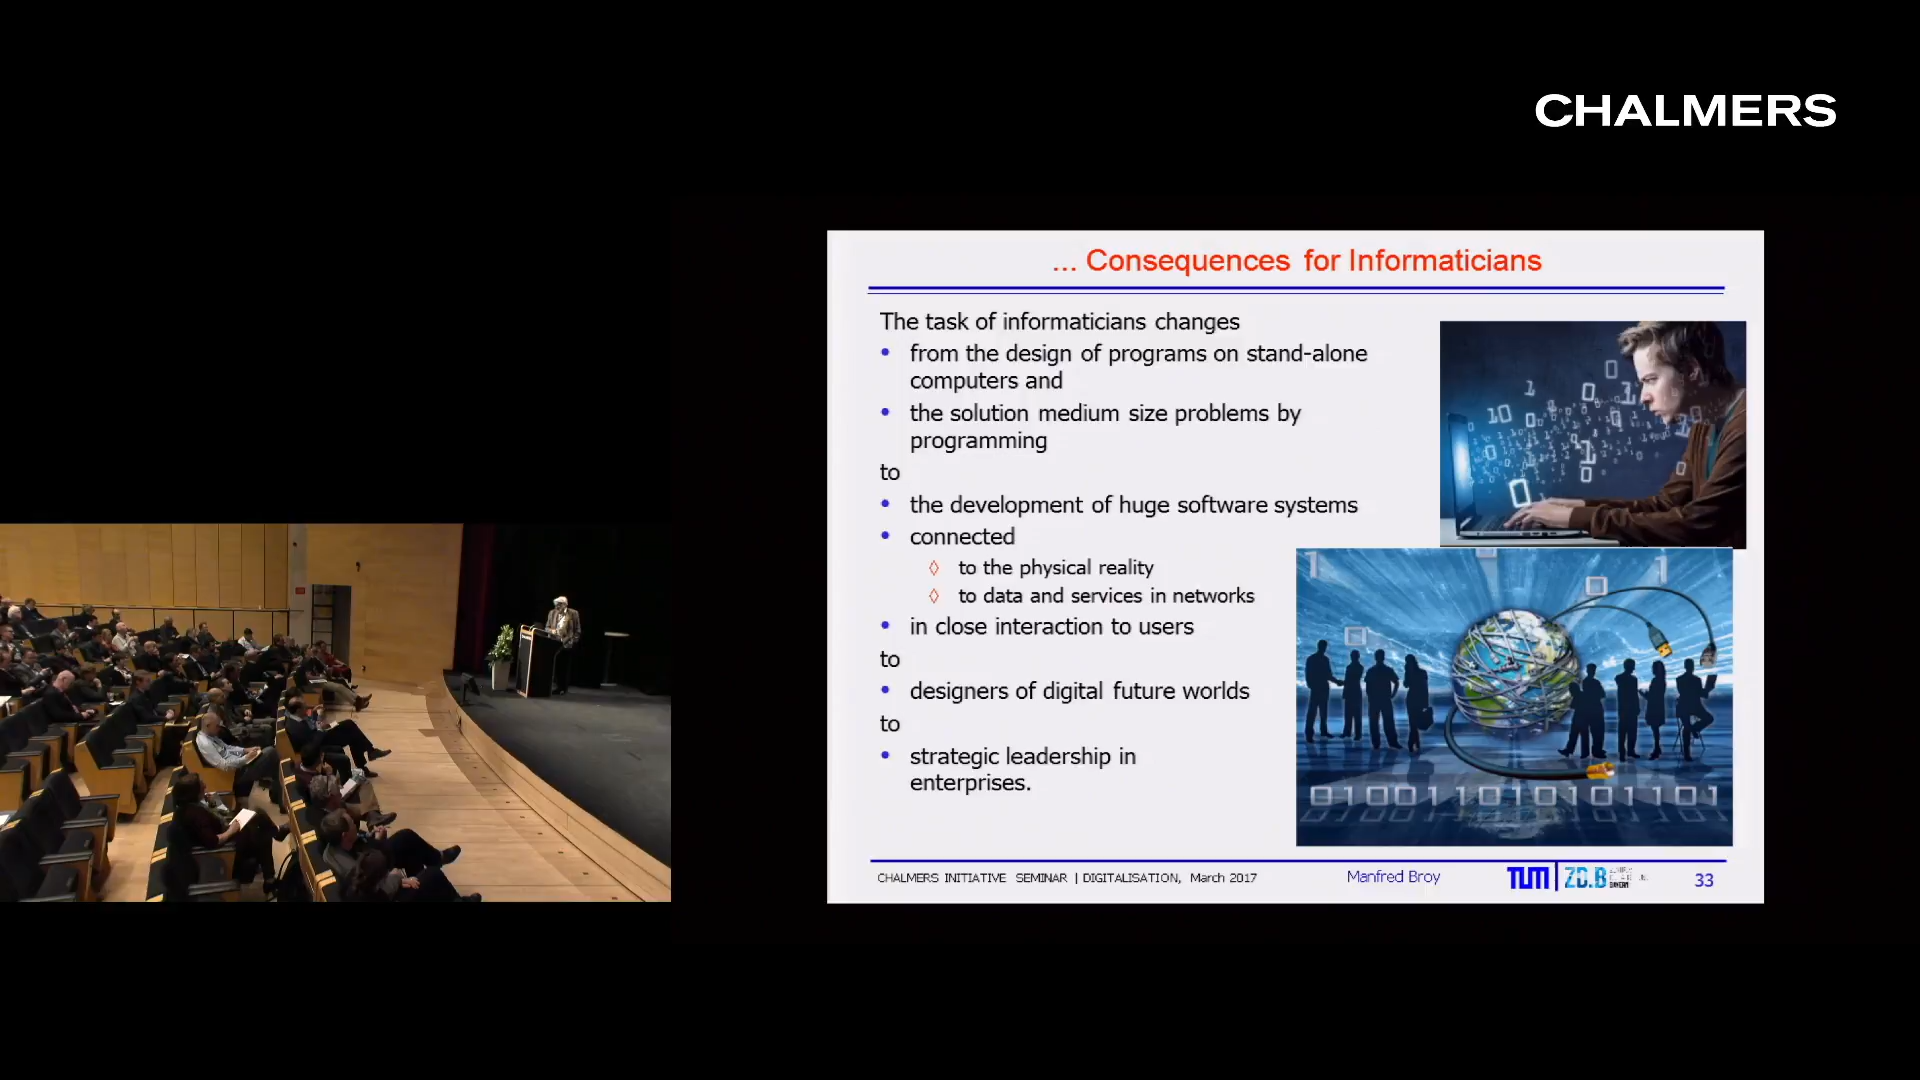 CHALMERS
... Consequences for Informaticians
The task of informaticians changes
• from the design of programs on stand-alone
computers and
• the solution medium size problems by
programming
to
• the development of huge software systems
• connected
◊ to the physical reality
◊ to data and services in networks
• in close interaction to users
to
• designers of digital future worlds
to
• strategic leadership in
enterprises.
010011010101101
CHALMERS INITIATIVE SEMINAR | DIGITALISATION, March 2017
Manfred Broy
TUM
ZD.B
33